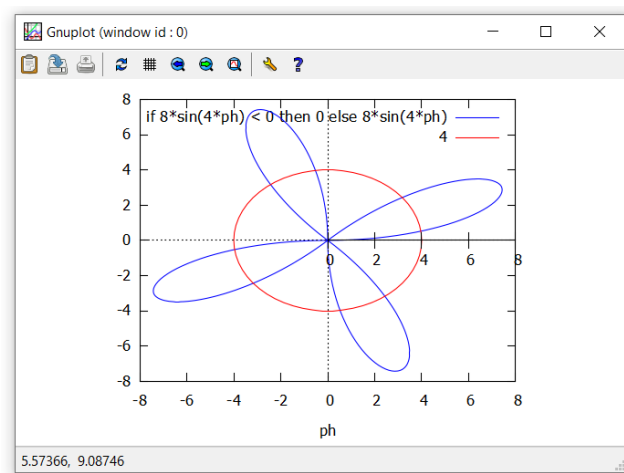 Gnuplot (window id : 0)
8
if 8*sin(4*ph) < 0 then 0 else 8*sin(4*ph)
4
6
4
2
0
0 2 4 6 8
-2
-4
-6
-8
-8 -6 -4 -2 0 2 4 6 8
ph
5.57366, 9.08746